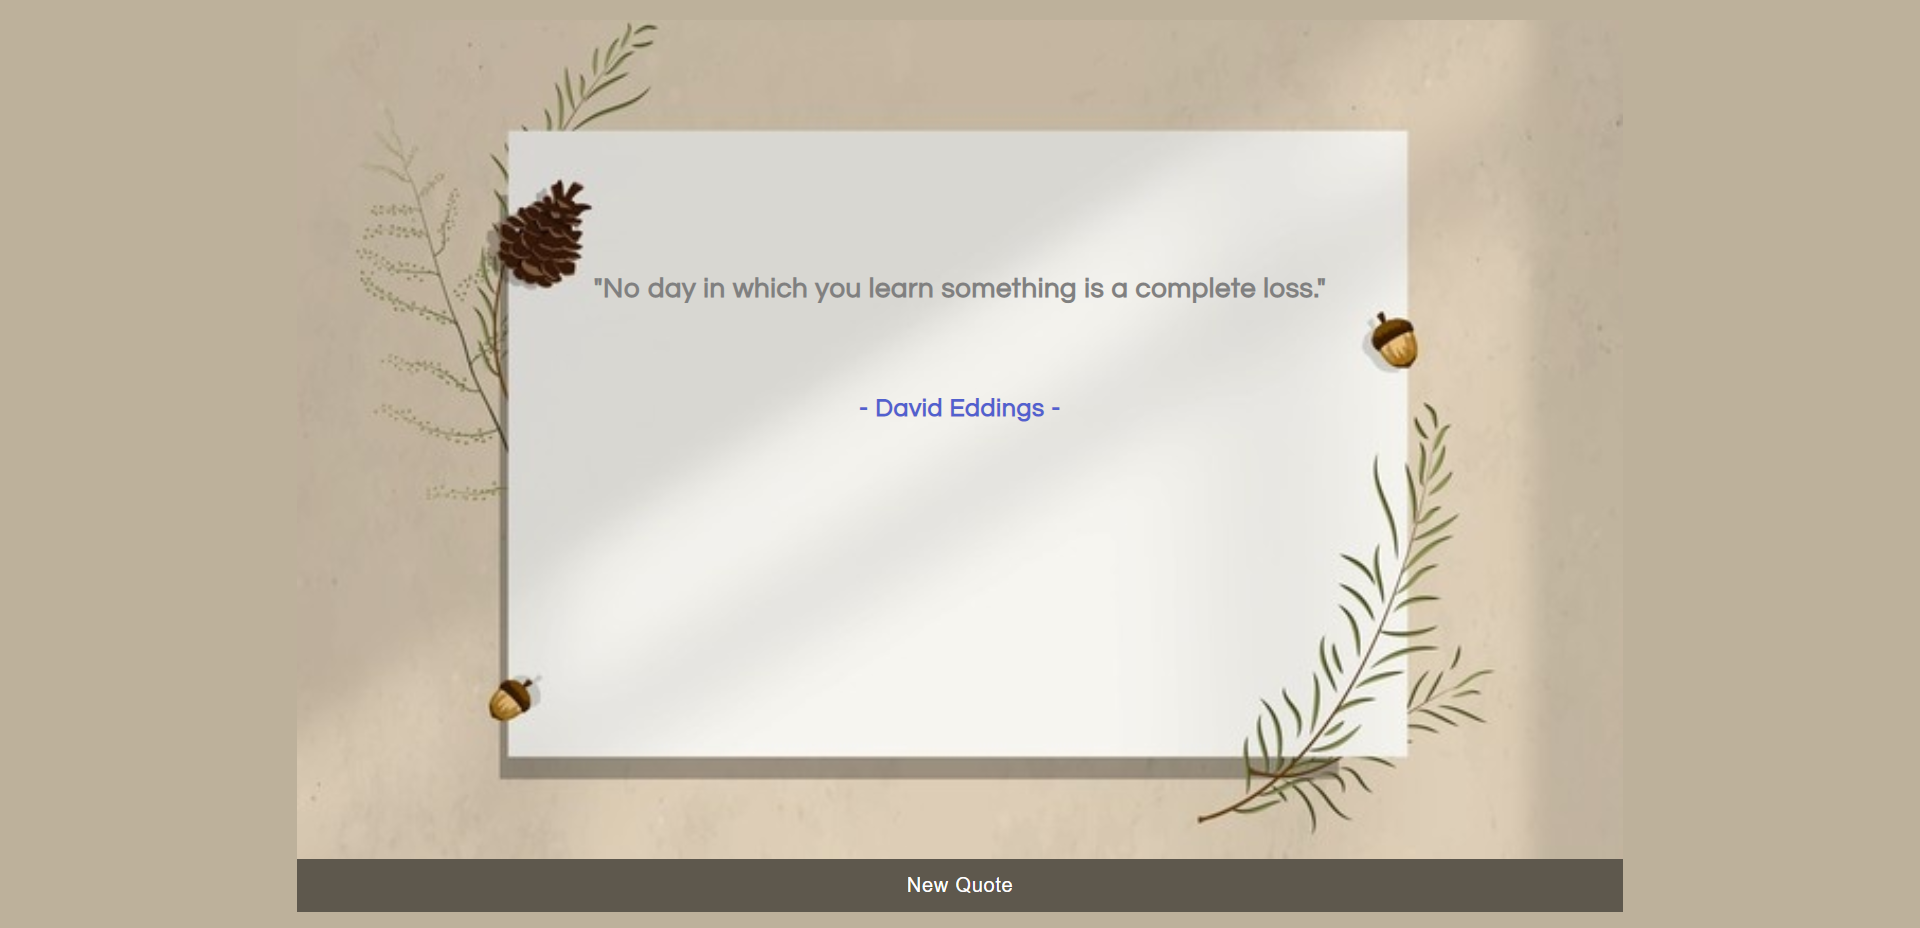 "No day in which you learn something is a complete loss."
- David Eddings -
New Quote